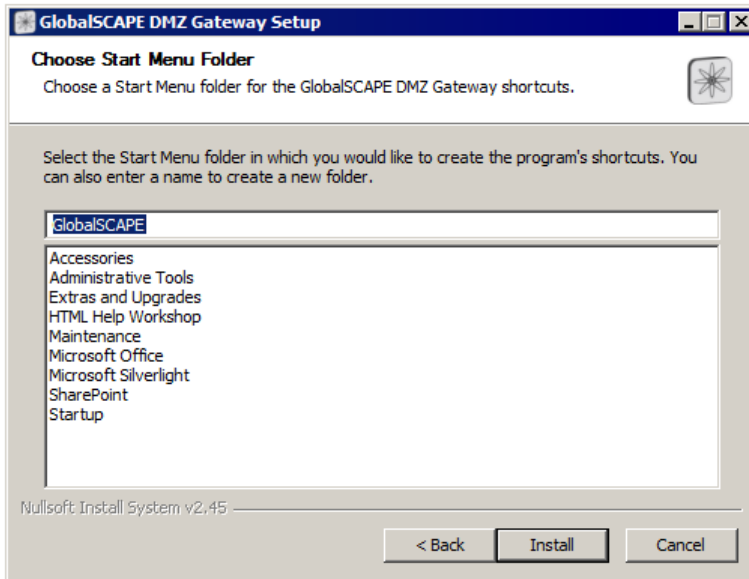 GlobalSCAPE DMZ Gateway Setup
Choose Start Menu Folder
Choose a Start Menu folder for the GlobalSCAPE DMZ Gateway shortcuts.
Select the Start Menu folder in which you would like to create the program's shortcuts. You
can also enter a name to create a new folder.
GlobalSCAPE
Accessories
Administrative Tools
Extras and Upgrades
HTML Help Workshop
Maintenance
Microsoft Office
Microsoft Silverlight
SharePoint
Startup
Nullsoft Install System v2.45
< Back Install Cancel